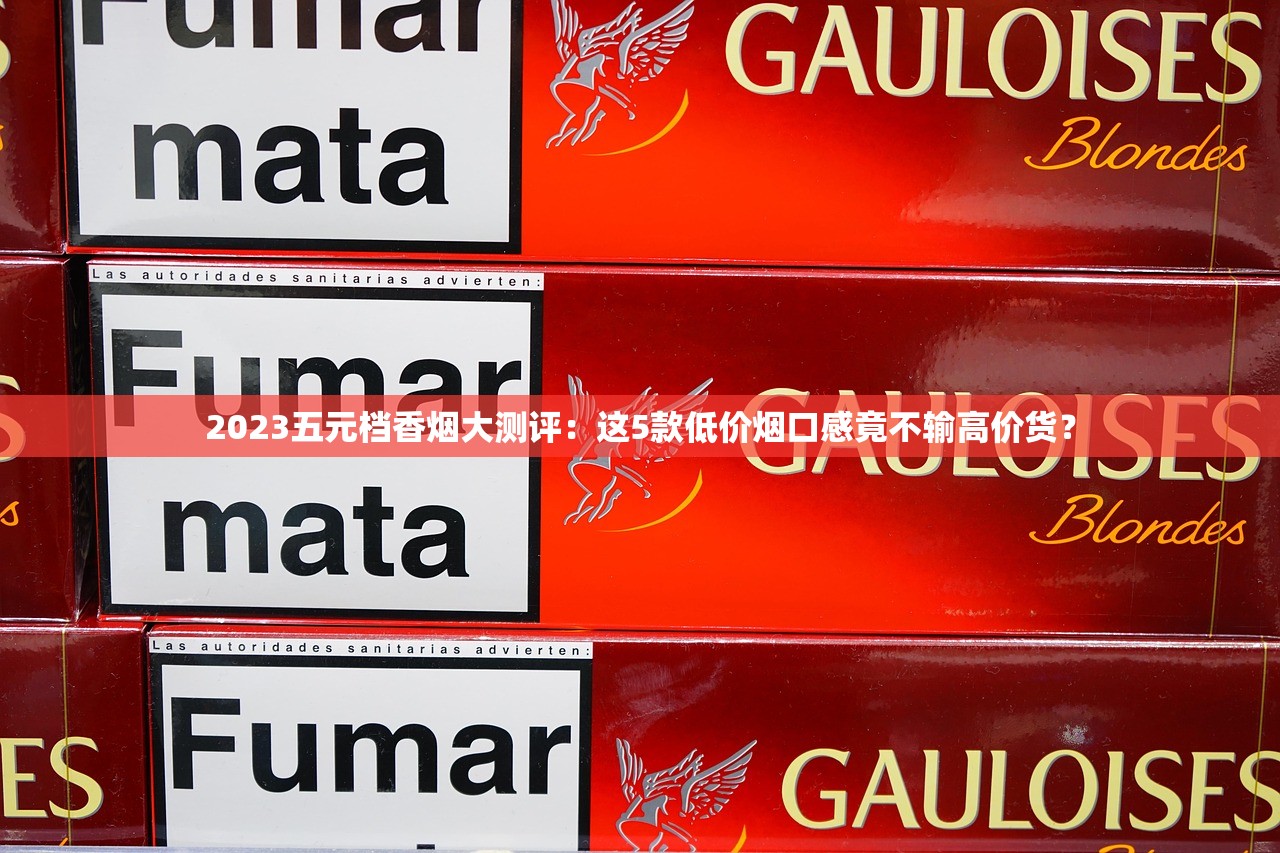 Fumar
mata
GAULOISES
Blondes
Las autoridades sanitarias advierten:
Fumar
mata
GAULOISES
Blondes
2023五元档香烟大测评：这5款低价烟口感竟不输高价货？
Las autoridades sanitarias advierten:
Fumar
ES
GAULOISES